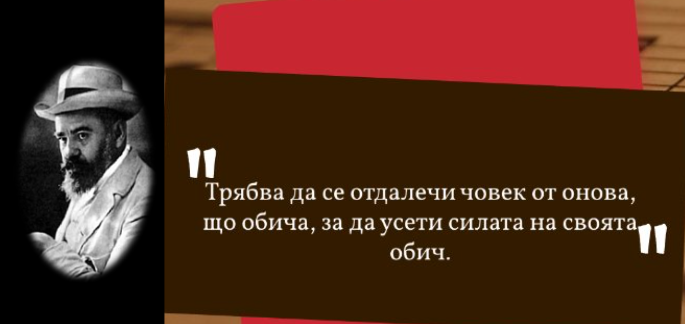 "Трябва да се отдалечи човек от онова,
що обича, за да усети силата на своята
обич."